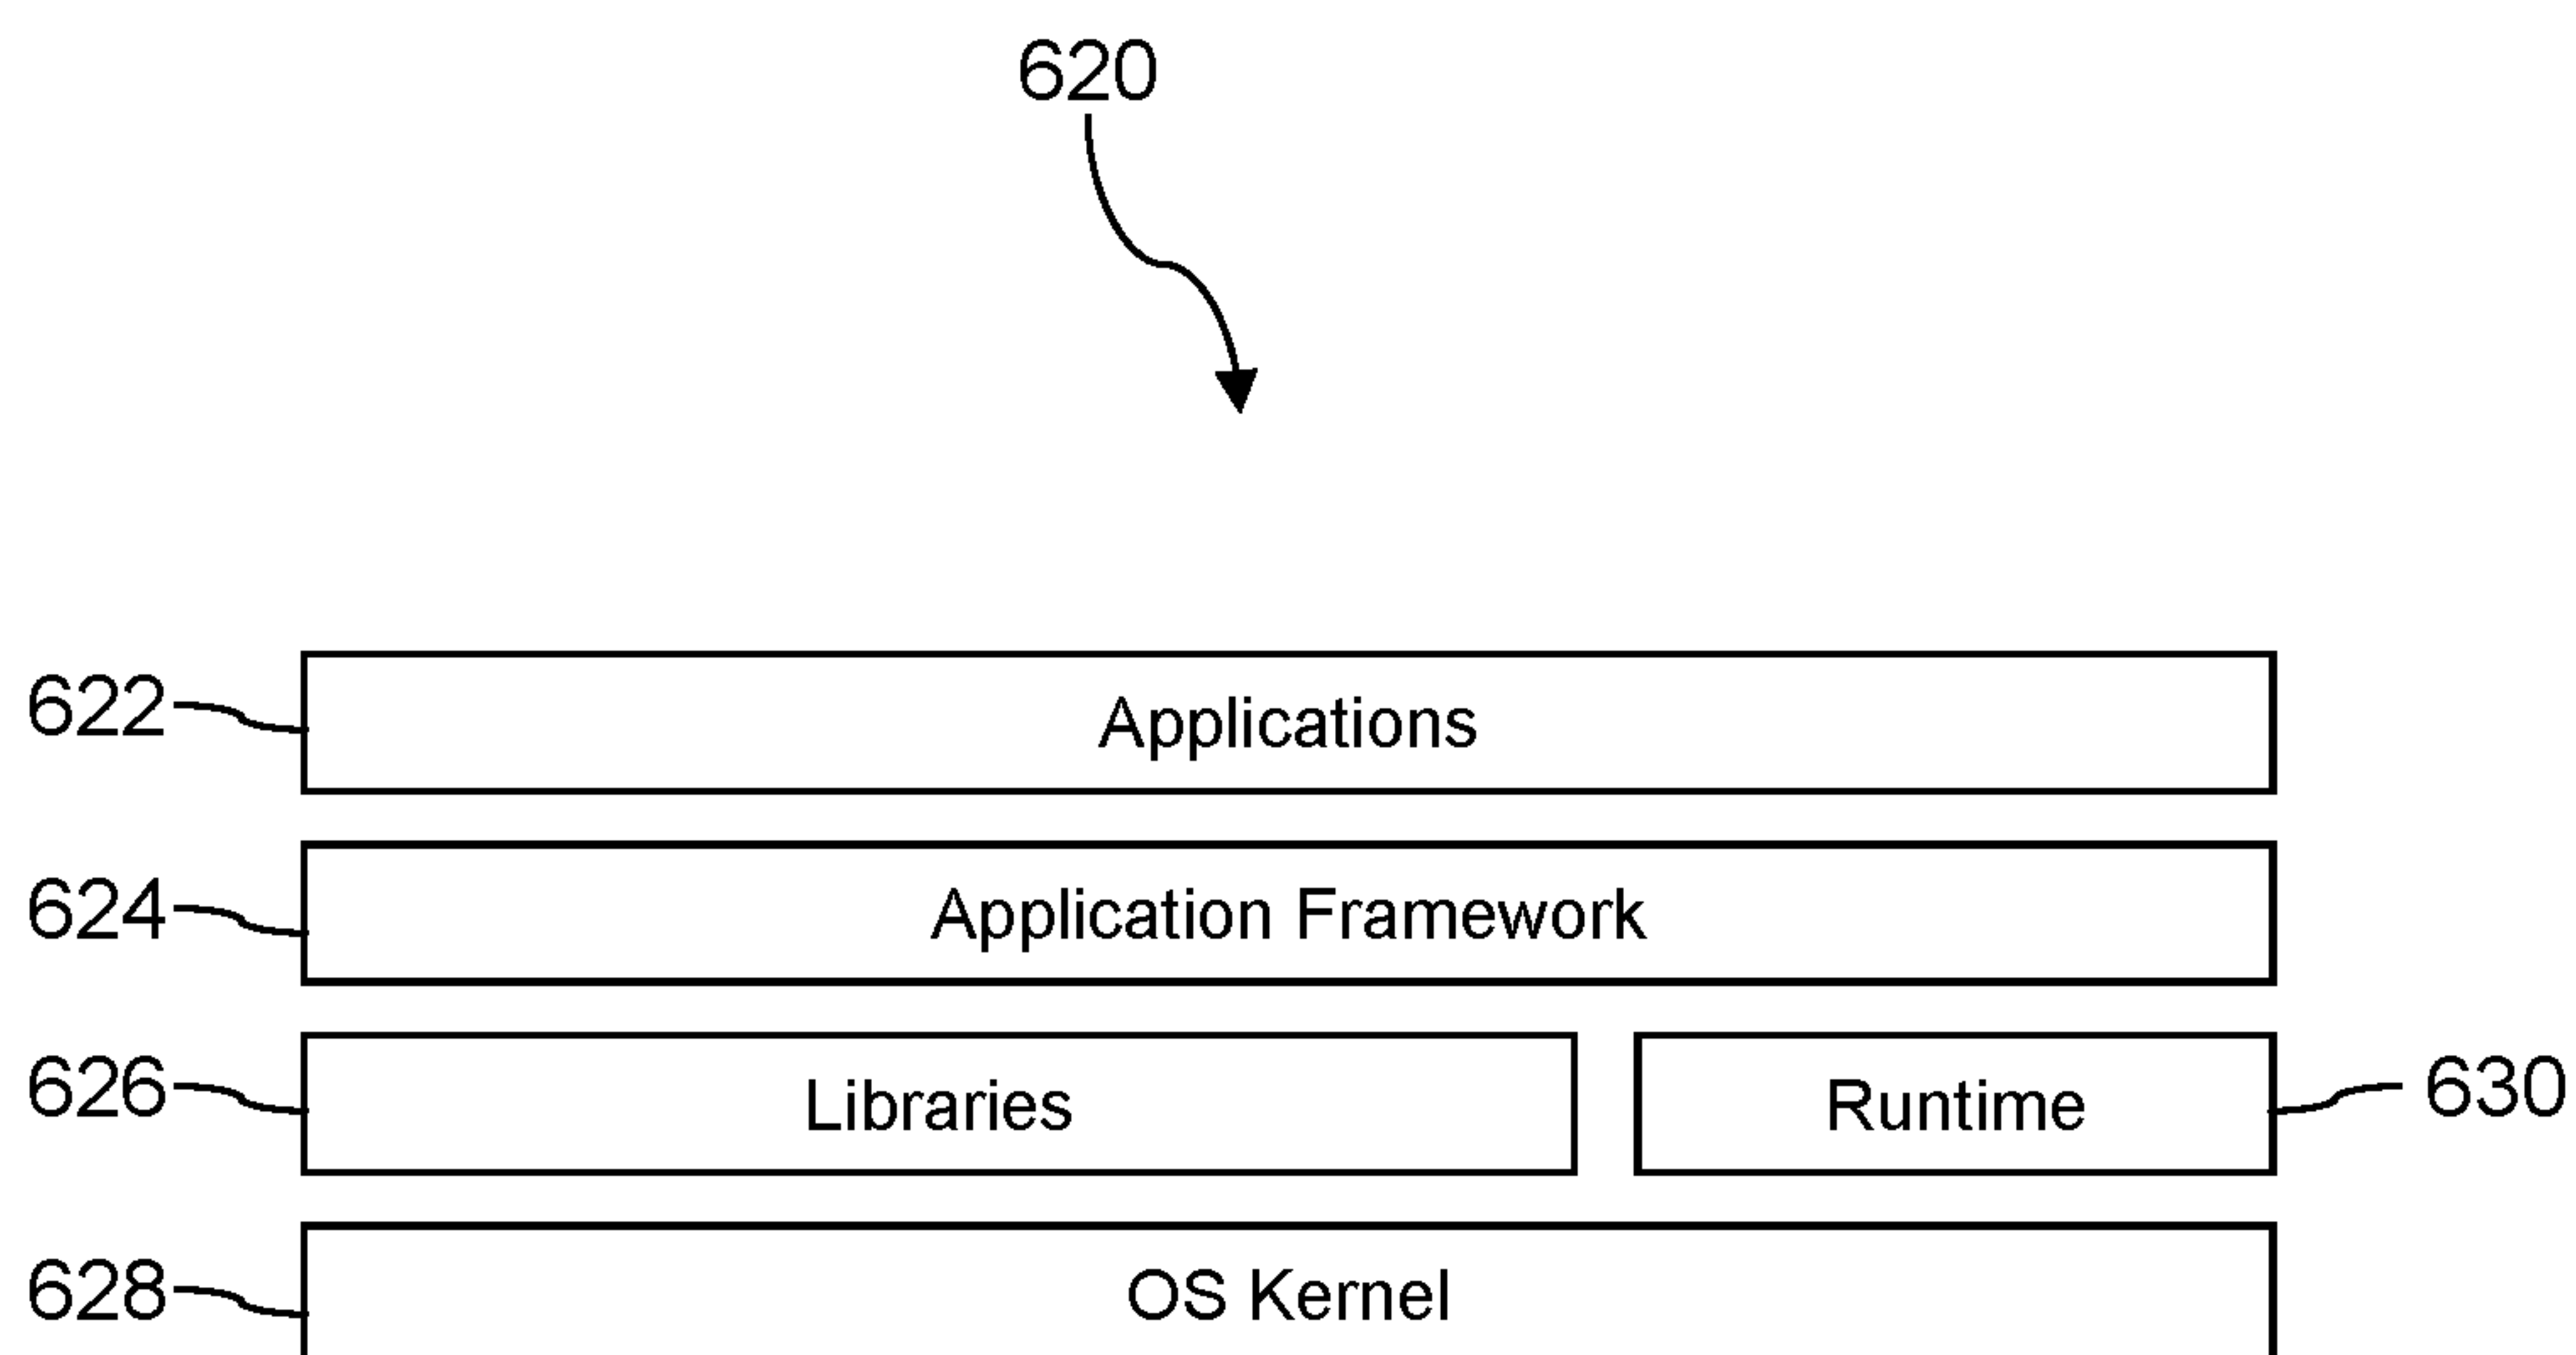 620
622 Applications
624 Application Framework
626 Libraries Runtime 630
628 OS Kernel